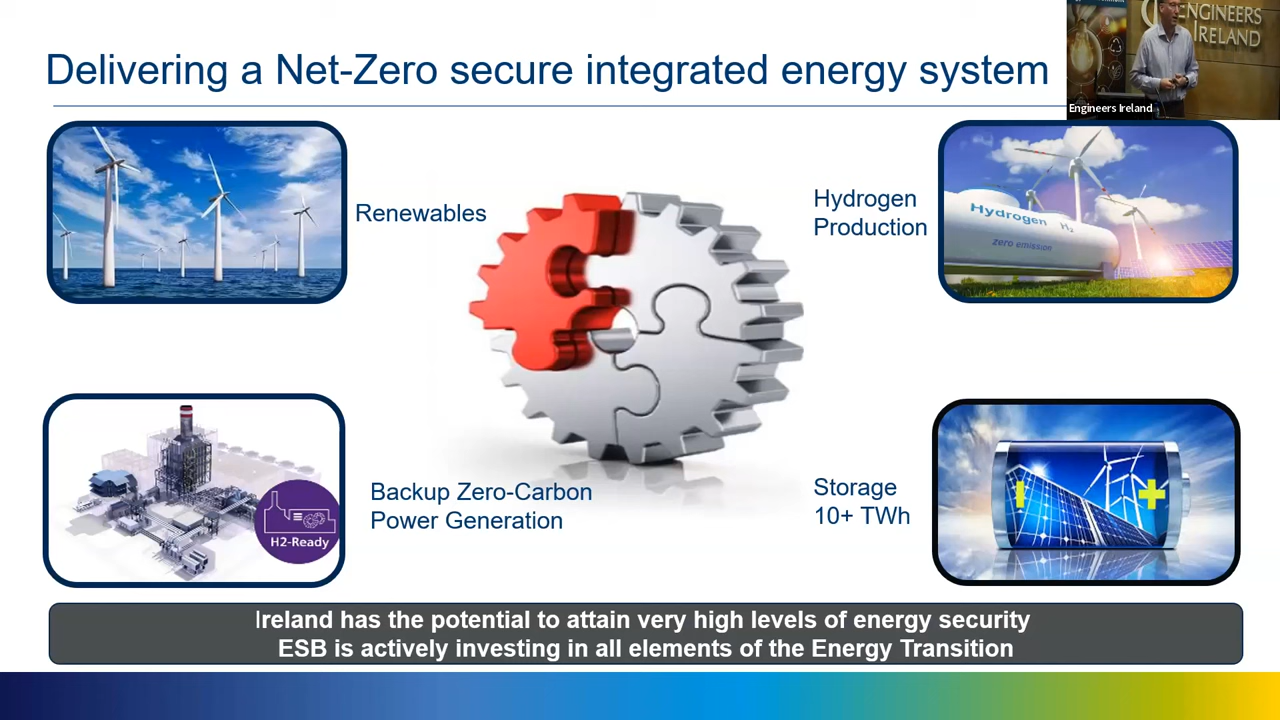 Delivering a Net-Zero secure integrated energy system
ENGINEERS
IRELAND
Engineers Ireland
Renewables
Hydrogen
Production
Hydrogen H₂
zero emission
Backup Zero-Carbon
Power Generation
H2-Ready
Storage
10+ TWh
Ireland has the potential to attain very high levels of energy security
ESB is actively investing in all elements of the Energy Transition